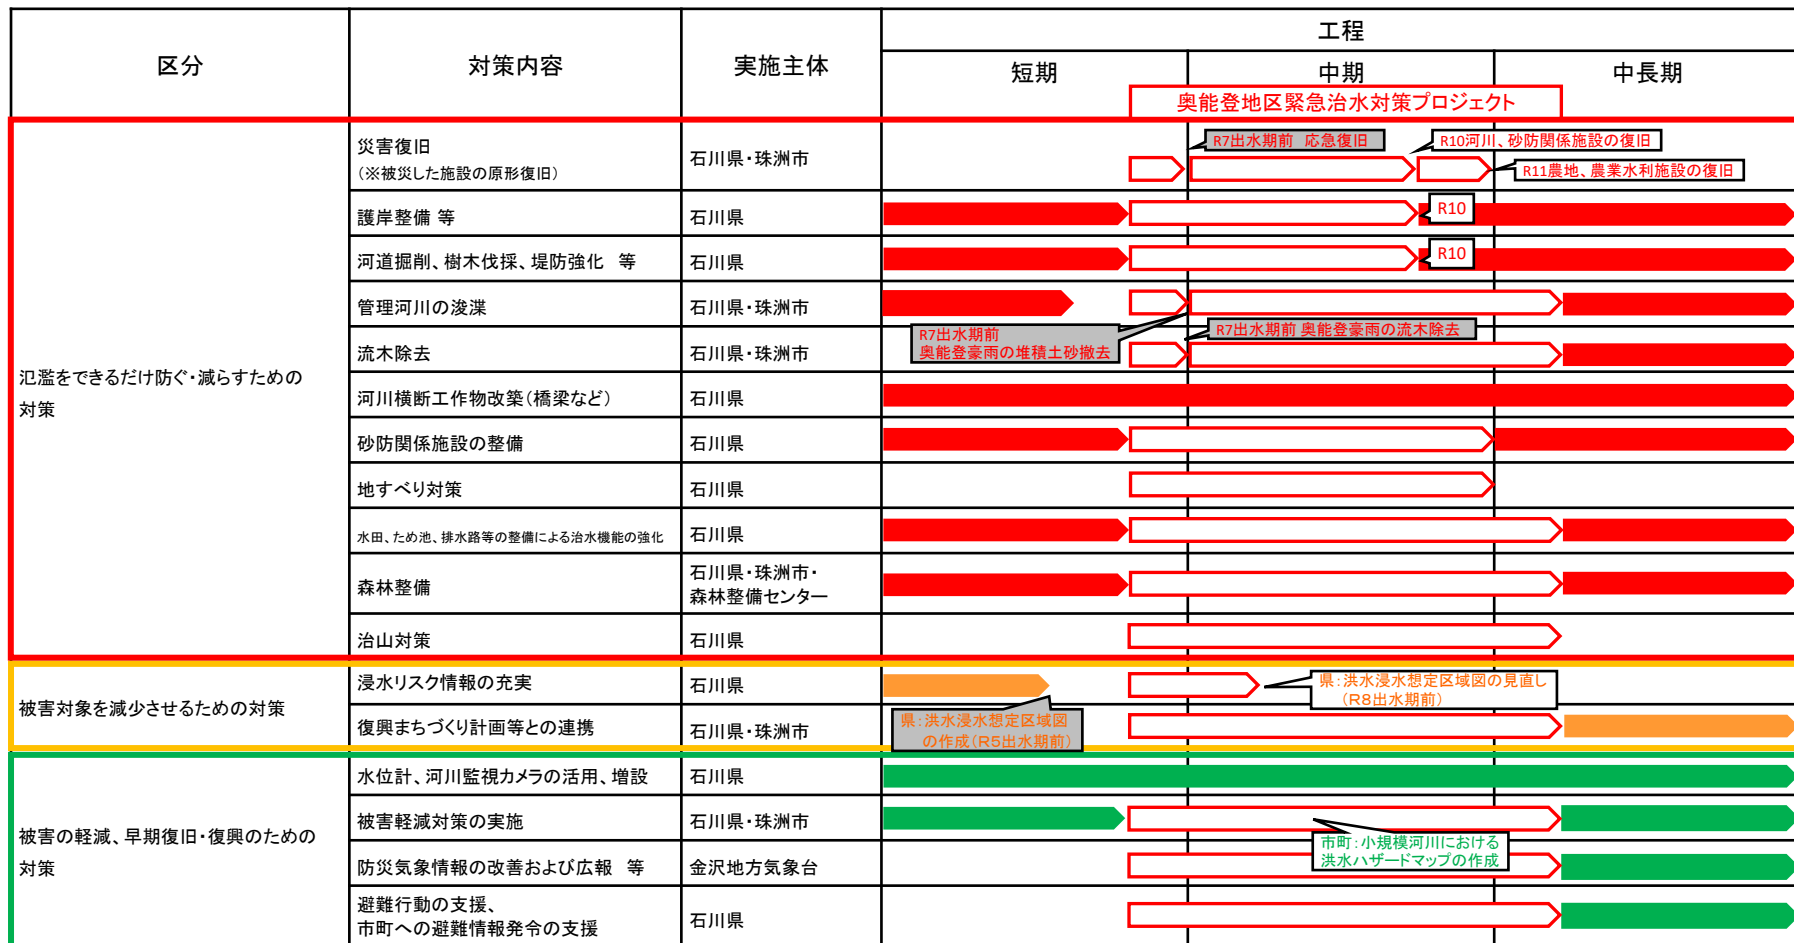 区分
対策内容
実施主体
工程
短期
中期
中長期
奥能登地区緊急治水対策プロジェクト
氾濫をできるだけ防ぐ・減らすための
対策
災害復旧
（※被災した施設の原形復旧）
石川県・珠洲市
R7出水期前　応急復旧
R10河川、砂防関係施設の復旧
R11農地、農業水利施設の復旧
護岸整備 等
石川県
R10
河道掘削、樹木伐採、堤防強化　等
石川県
R10
管理河川の浚渫
石川県・珠洲市
R7出水期前
奥能登豪雨の堆積土砂撤去
流木除去
石川県・珠洲市
R7出水期前 奥能登豪雨の流木除去
河川横断工作物改築（橋梁など）
石川県
砂防関係施設の整備
石川県
地すべり対策
石川県
水田、ため池、排水路等の整備による治水機能の強化
石川県
森林整備
石川県・珠洲市・
森林整備センター
治山対策
石川県
被害対象を減少させるための対策
浸水リスク情報の充実
石川県
県：洪水浸水想定区域図の見直し
（R8出水期前）
復興まちづくり計画等との連携
石川県・珠洲市
県：洪水浸水想定区域図
の作成（R5出水期前）
被害の軽減、早期復旧・復興のための
対策
水位計、河川監視カメラの活用、増設
石川県
被害軽減対策の実施
石川県・珠洲市
市町：小規模河川における
洪水ハザードマップの作成
防災気象情報の改善および広報　等
金沢地方気象台
避難行動の支援、
市町への避難情報発令の支援
石川県